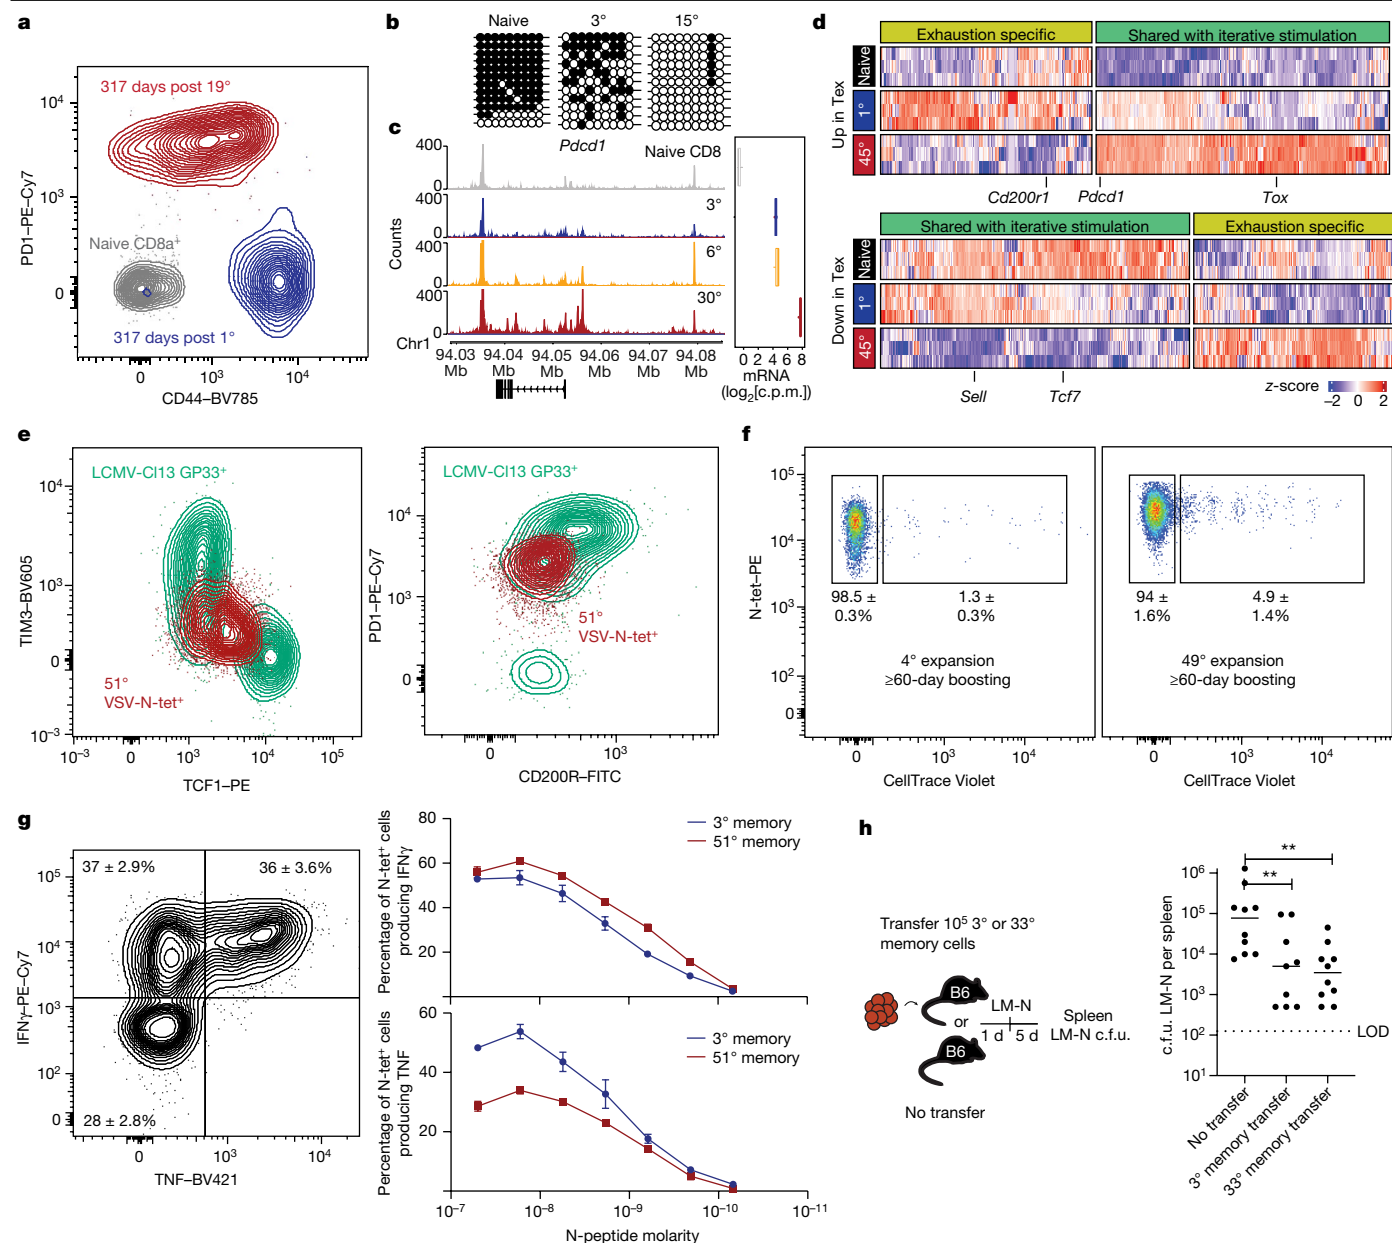 a
317 days post 19°
Naive CD8a⁺
317 days post 1°
PD1–PE–Cy7
10⁴
10³
0
0
10³
10⁴
CD44–BV785
b
Naive
3°
15°
Pdcd1
c
Naive CD8
400
0
3°
400
0
6°
400
0
30°
400
0
Counts
Chr1
94.03 94.04 94.05 94.06 94.07 94.08
Mb Mb Mb Mb Mb Mb
0 2 4 6 8
mRNA
(log₂[c.p.m.])
d
Exhaustion specific
Shared with iterative stimulation
Up in Tex
Naive
1°
45°
Cd200r1
Pdcd1
Tox
Shared with iterative stimulation
Exhaustion specific
Down in Tex
Naive
1°
45°
Sell
Tcf7
z-score
–2 0 2
e
LCMV-Cl13 GP33⁺
51°
VSV-N-tet⁺
TIM3–BV605
10⁴
10³
0
10⁻³
10⁻³ 0 10³ 10⁴ 10⁵
TCF1–PE
LCMV-Cl13 GP33⁺
51°
VSV-N-tet⁺
PD1–PE–Cy7
10⁴
10³
0
0 10³
CD200R–FITC
f
N-tet–PE
10⁵
10⁴
10³
10²
0
98.5 ±
0.3%
1.3 ±
0.3%
4° expansion
≥60-day boosting
0 10³ 10⁴
CellTrace Violet
94 ±
1.6%
4.9 ±
1.4%
49° expansion
≥60-day boosting
0 10³ 10⁴
CellTrace Violet
g
37 ± 2.9%
36 ± 3.6%
28 ± 2.8%
IFNγ–PE–Cy7
10⁵
10⁴
10³
10²
0
0 10³ 10⁴
TNF–BV421
Percentage of N-tet⁺ cells
producing IFNγ
80
60
40
20
3° memory
51° memory
Percentage of N-tet⁺ cells
producing TNF
60
40
20
3° memory
51° memory
10⁻⁷ 10⁻⁸ 10⁻⁹ 10⁻¹⁰ 10⁻¹¹
N-peptide molarity
h
Transfer 10⁵ 3° or 33°
memory cells
B6
or
B6
No transfer
LM-N
1 d 5 d
Spleen
LM-N c.f.u.
c.f.u. LM-N per spleen
10⁶
10⁵
10⁴
10³
10²
10¹
**
**
LOD
No transfer
3° memory transfer
33° memory transfer